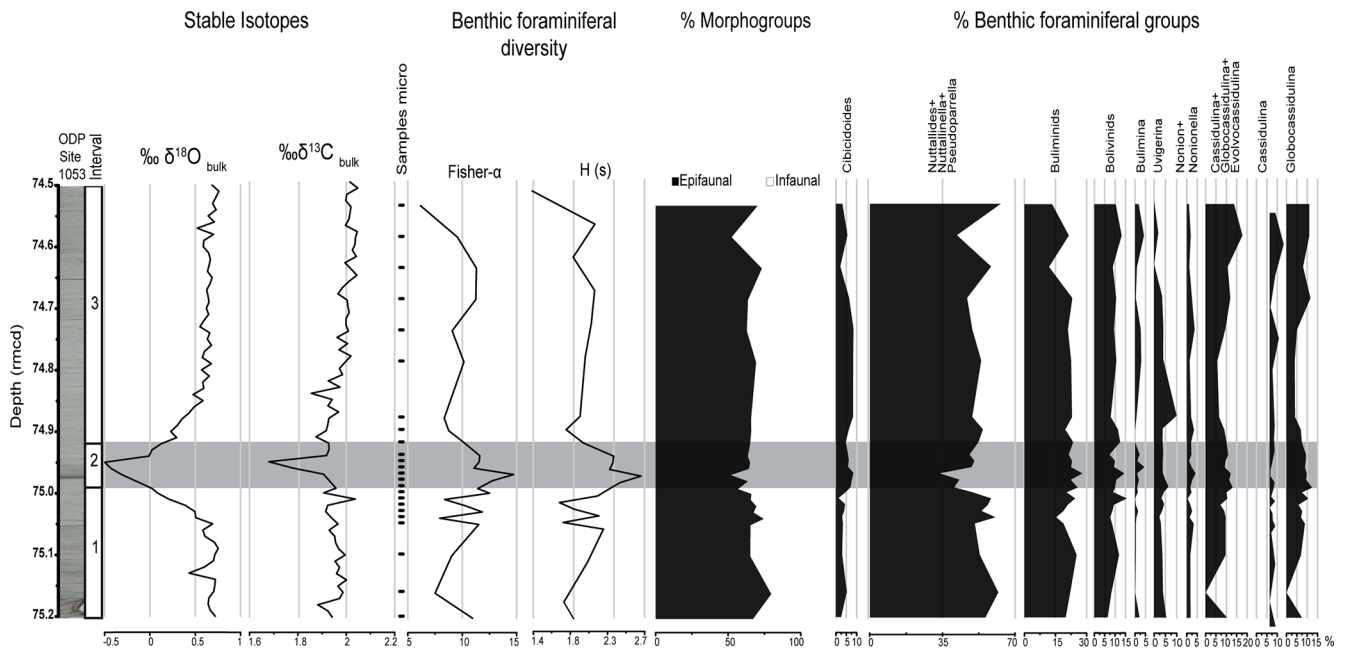 Stable Isotopes
Benthic foraminiferal
diversity
% Morphogroups
% Benthic foraminiferal groups
ODP
Site
1053
Interval
‰ δ18O bulk
‰δ13C bulk
Samples micro
Fisher-α
H (s)
Epifaunal
Infaunal
Cibicidoides
Nuttallides+
Nuttallinella+
Pseudoparrella
Buliminids
Bolivinids
Bulimina
Uvigerina
Nonion+
Nonionella
Cassidulina+
Globocassidulina+
Evolvocassidulina
Cassidulina
Globocassidulina
Depth (rmcd)
74.5
74.6
74.7
74.8
74.9
75.0
75.1
75.2
3
2
1
-0.5 0 0.5 1
1.6 1.8 2 2.2
5 10 15
1.4 1.8 2.3 2.7
0 50 100
0 5 10
0 35 70
0 15 30
0 5 10 15
0 5
0 5
0 5
0 5 10 15 20
0 5 10
0 5 10 15 %